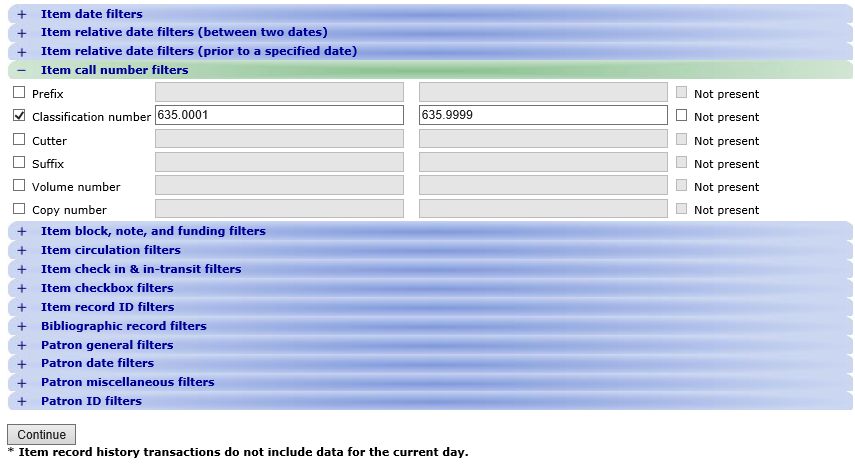 + Item date filters
+ Item relative date filters (between two dates)
+ Item relative date filters (prior to a specified date)
− Item call number filters
Prefix Not present
Classification number 635.0001 635.9999 Not present
Cutter Not present
Suffix Not present
Volume number Not present
Copy number Not present
+ Item block, note, and funding filters
+ Item circulation filters
+ Item check in & in-transit filters
+ Item checkbox filters
+ Item record ID filters
+ Bibliographic record filters
+ Patron general filters
+ Patron date filters
+ Patron miscellaneous filters
+ Patron ID filters
Continue
* Item record history transactions do not include data for the current day.